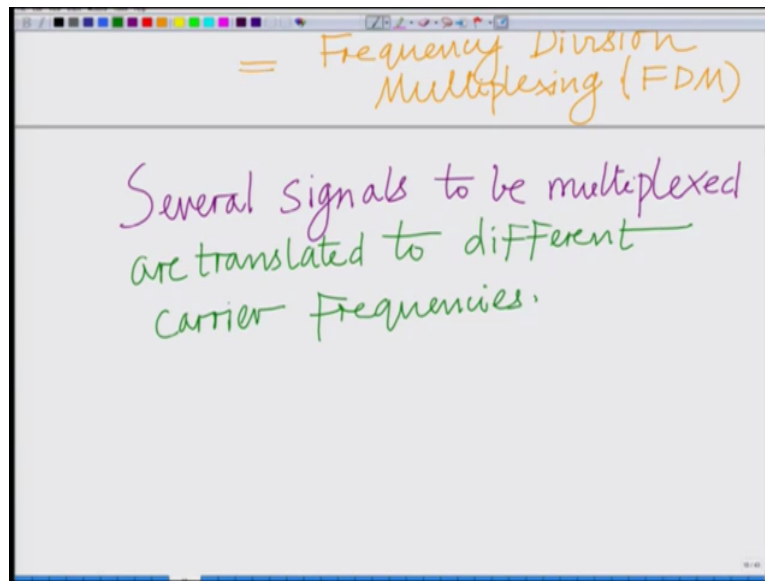 = Frequency Division
Multiplexing (FDM)
Several signals to be multiplexed
are translated to different
carrier Frequencies.